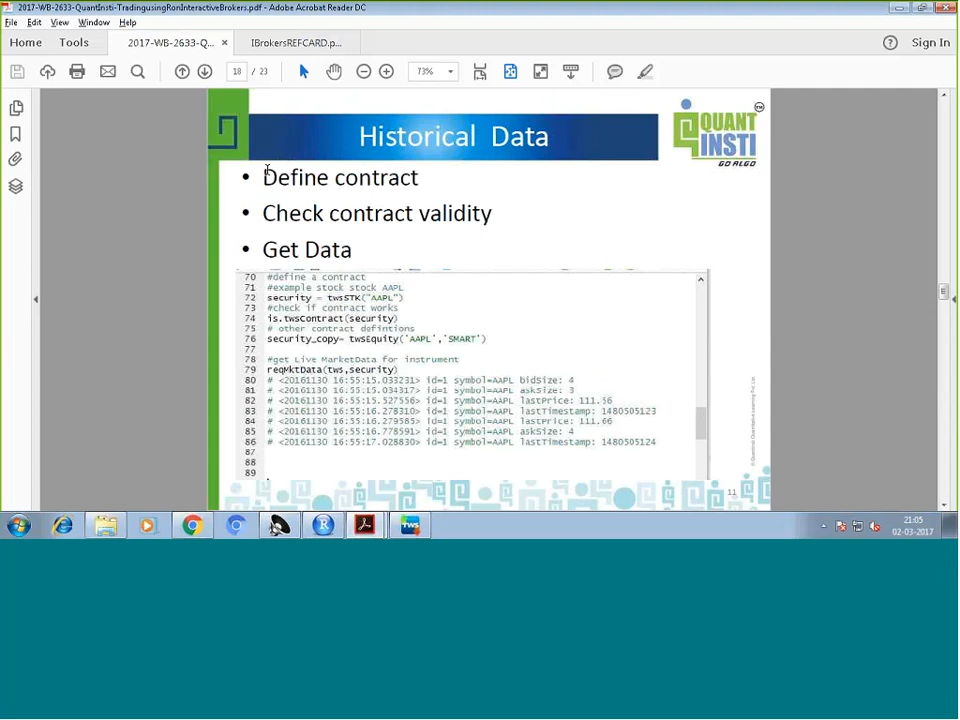 2017-WB-2633-QuantInsti-TradingusingRonInteractiveBrokers.pdf - Adobe Acrobat Reader DC
File Edit View Window Help
Home Tools 2017-WB-2633-Q... × IBrokersREFCARD.p... ? Sign In
18 / 23 73%
Historical Data
QUANT INSTI
GO ALGO
• Define contract
• Check contract validity
• Get Data
70 #define a contract
71 #example stock stock AAPL
72 security = twsSTK("AAPL")
73 #check if contract works
74 is.twsContract(security)
75 # other contract defintions
76 security_copy= twsEquity('AAPL','SMART')
77
78 #get Live MarketData for instrument
79 reqMktData(tws,security)
80 # <20161130 16:55:15.033231> id=1 symbol=AAPL bidSize: 4
81 # <20161130 16:55:15.034317> id=1 symbol=AAPL askSize: 3
82 # <20161130 16:55:15.527556> id=1 symbol=AAPL lastPrice: 111.56
83 # <20161130 16:55:16.278310> id=1 symbol=AAPL lastTimestamp: 1480505123
84 # <20161130 16:55:16.279585> id=1 symbol=AAPL lastPrice: 111.66
85 # <20161130 16:55:16.778591> id=1 symbol=AAPL askSize: 4
86 # <20161130 16:55:17.028830> id=1 symbol=AAPL lastTimestamp: 1480505124
87
88
89
11
TWS
21:05
02-03-2017